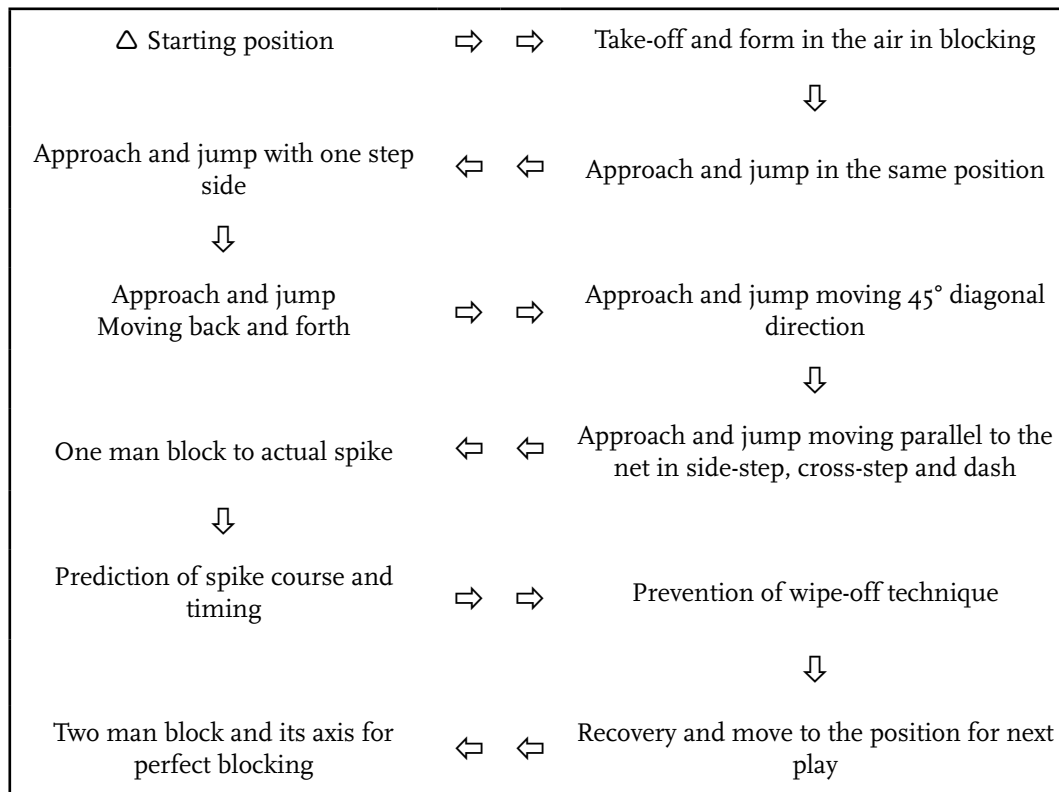 △ Starting position ⇨ ⇨ Take-off and form in the air in blocking
⇩
Approach and jump with one step
side
⇦ ⇦ Approach and jump in the same position
⇩
Approach and jump
Moving back and forth
⇨ ⇨ Approach and jump moving 45° diagonal
direction
⇩
One man block to actual spike ⇦ ⇦ Approach and jump moving parallel to the
net in side-step, cross-step and dash
⇩
Prediction of spike course and
timing
⇨ ⇨ Prevention of wipe-off technique
⇩
Two man block and its axis for
perfect blocking
⇦ ⇦ Recovery and move to the position for next
play